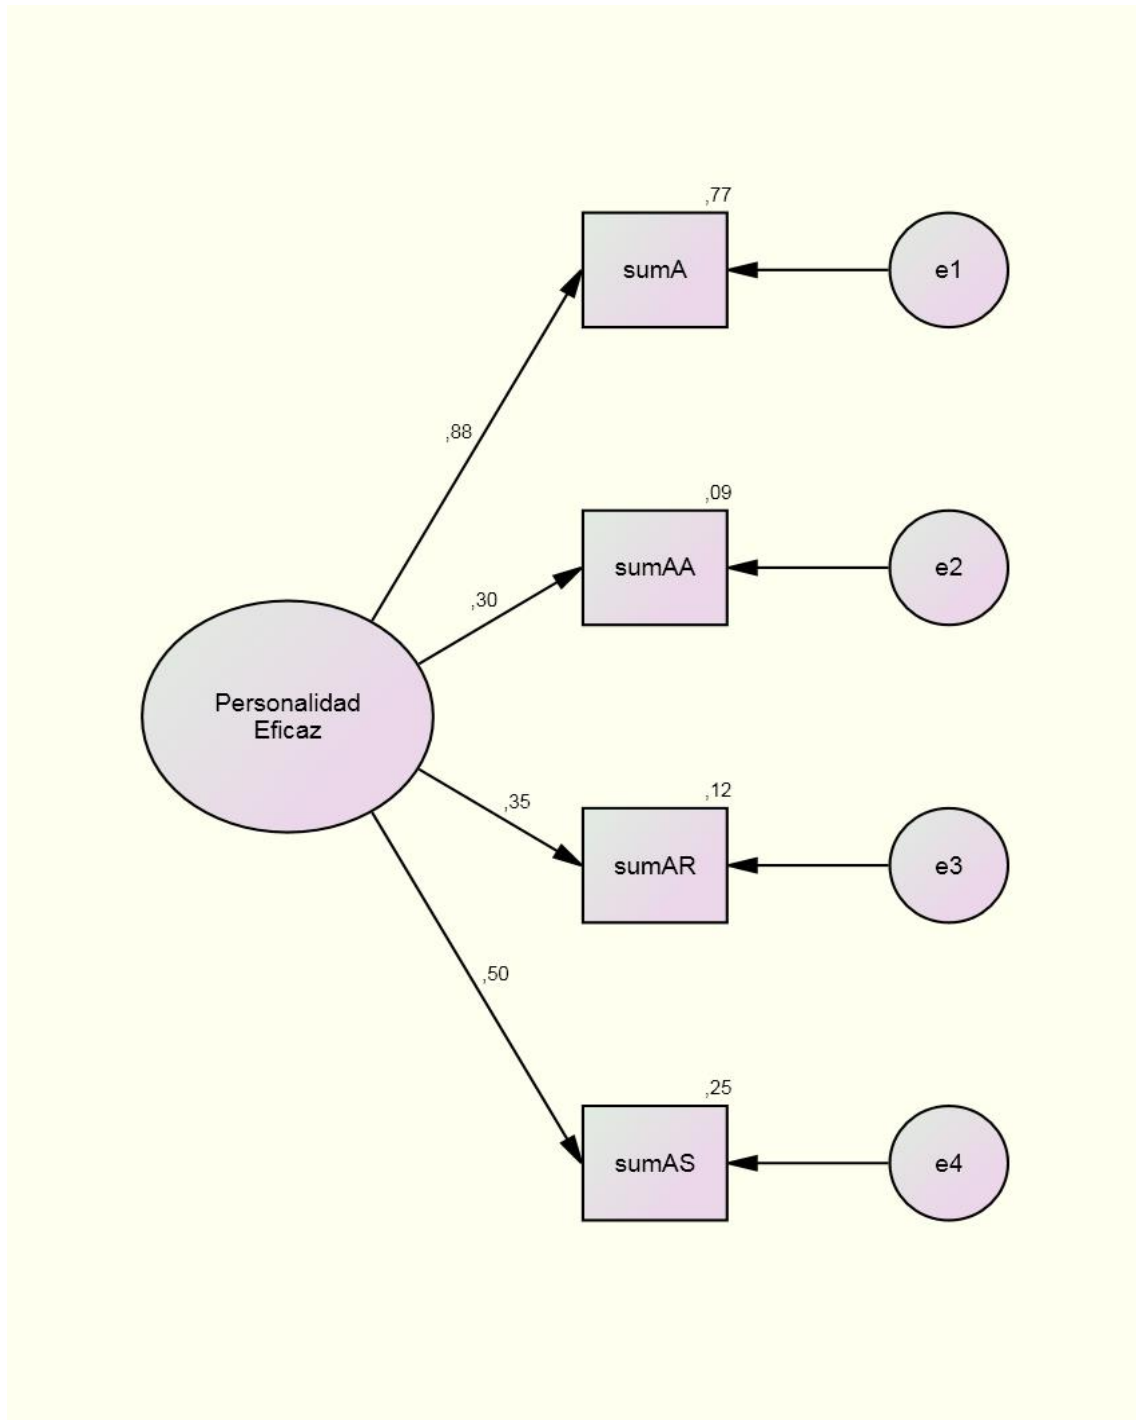 ,77
sumA
e1
,88
,09
sumAA
e2
,30
Personalidad
Eficaz
,12
,35
sumAR
e3
,50
,25
sumAS
e4